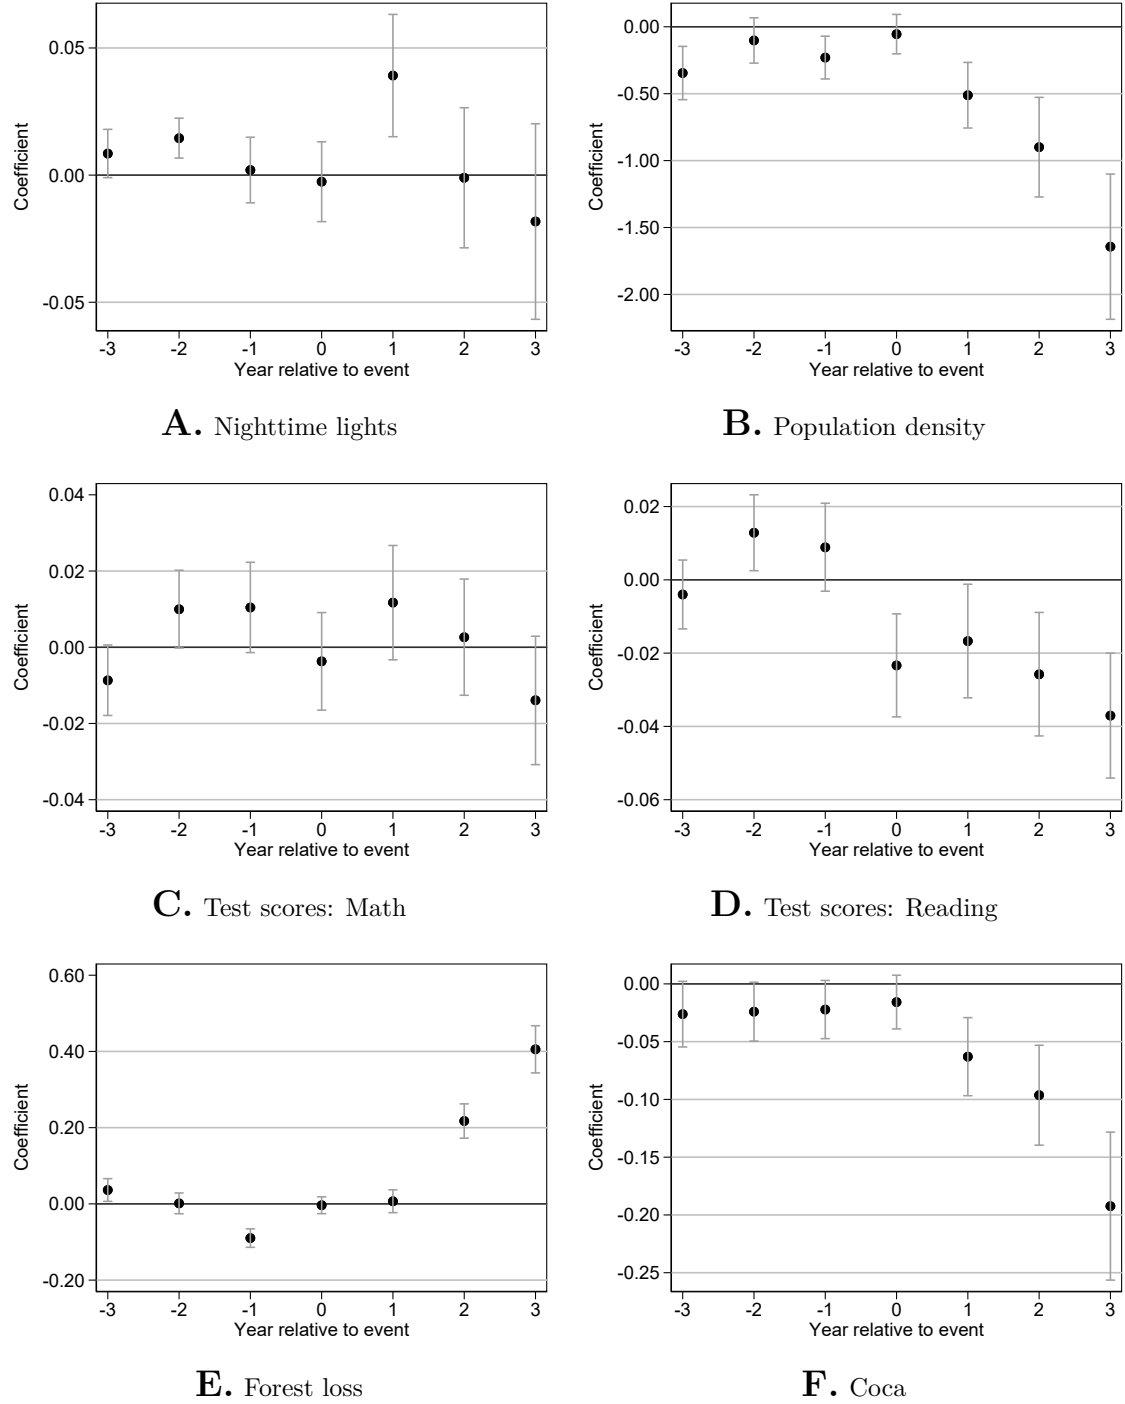 0.05
0.00
-0.05
Coefficient
-3 -2 -1 0 1 2 3
Year relative to event
A. Nighttime lights
0.00
-0.50
-1.00
-1.50
-2.00
Coefficient
-3 -2 -1 0 1 2 3
Year relative to event
B. Population density
0.04
0.02
0.00
-0.02
-0.04
Coefficient
-3 -2 -1 0 1 2 3
Year relative to event
C. Test scores: Math
0.02
0.00
-0.02
-0.04
-0.06
Coefficient
-3 -2 -1 0 1 2 3
Year relative to event
D. Test scores: Reading
0.60
0.40
0.20
0.00
-0.20
Coefficient
-3 -2 -1 0 1 2 3
Year relative to event
E. Forest loss
0.00
-0.05
-0.10
-0.15
-0.20
-0.25
Coefficient
-3 -2 -1 0 1 2 3
Year relative to event
F. Coca